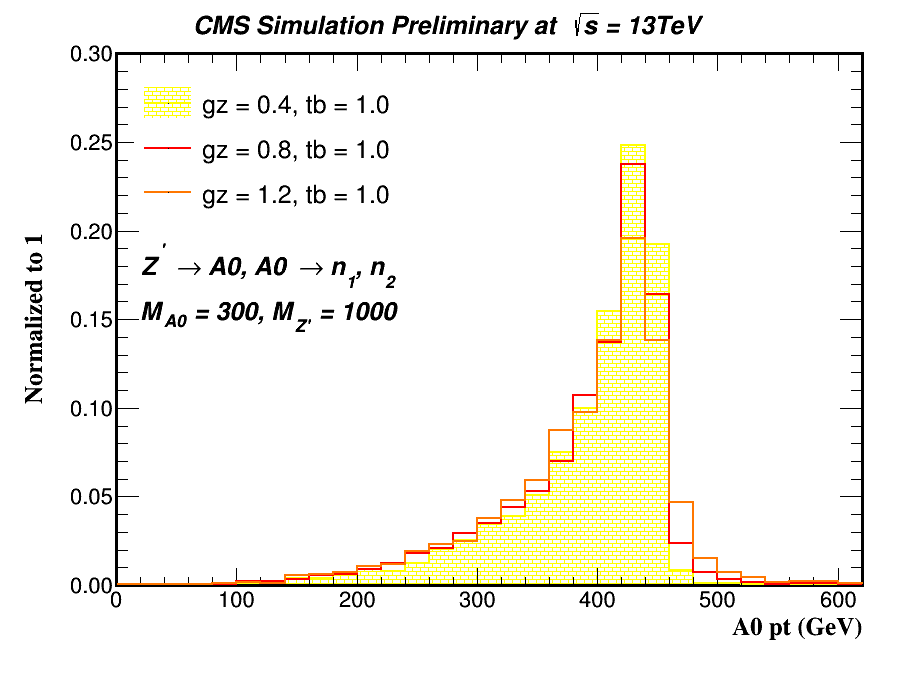 CMS Simulation Preliminary at √s = 13TeV
0.30
0.25
0.20
0.15
0.10
0.05
0.00
Normalized to 1
gz = 0.4, tb = 1.0
gz = 0.8, tb = 1.0
gz = 1.2, tb = 1.0
Z' → A0, A0 → n1, n2
MA0 = 300, MZ' = 1000
0 100 200 300 400 500 600
A0 pt (GeV)